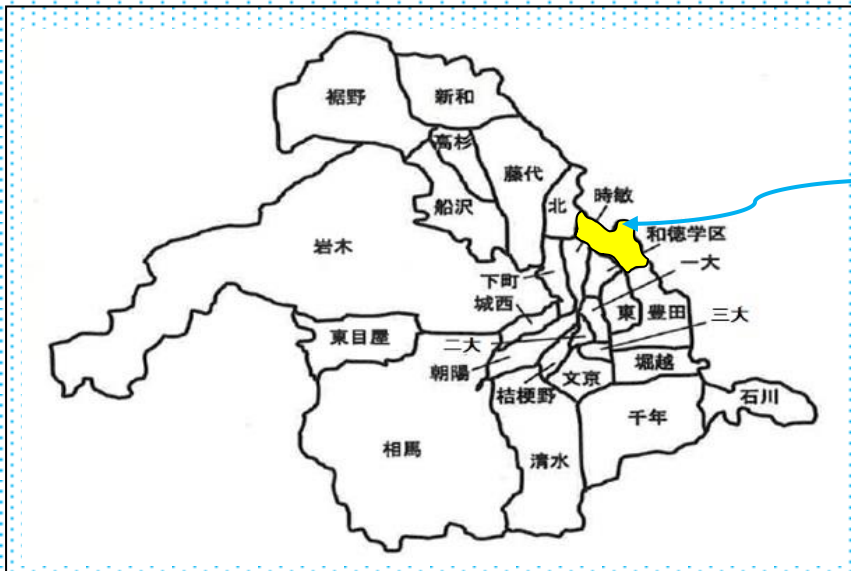 裾野
新和
高杉
藤代
船沢
北
時敏
岩木
和徳学区
下町
一大
城西
東
豊田
三大
東目屋
二大
朝陽
堀越
文京
桔梗野
石川
千年
相馬
清水